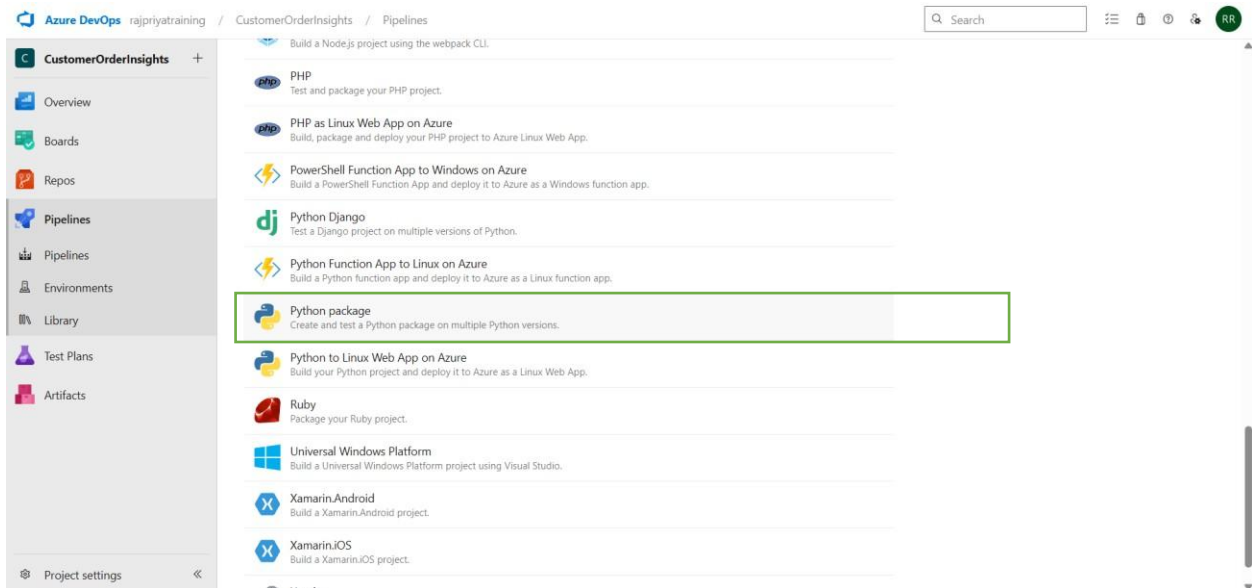 Azure DevOps rajpriyatraining / CustomerOrderInsights / Pipelines
Search
RR
C CustomerOrderInsights +
Overview
Boards
Repos
Pipelines
Pipelines
Environments
Library
Test Plans
Artifacts
Project settings
Build a Node.js project using the webpack CLI.
php PHP
Test and package your PHP project.
php PHP as Linux Web App on Azure
Build, package and deploy your PHP project to Azure Linux Web App.
PowerShell Function App to Windows on Azure
Build a PowerShell Function App and deploy it to Azure as a Windows function app.
dj Python Django
Test a Django project on multiple versions of Python.
Python Function App to Linux on Azure
Build a Python function app and deploy it to Azure as a Linux function app.
Python package
Create and test a Python package on multiple Python versions.
Python to Linux Web App on Azure
Build your Python project and deploy it to Azure as a Linux Web App.
Ruby
Package your Ruby project.
Universal Windows Platform
Build a Universal Windows Platform project using Visual Studio.
Xamarin.Android
Build a Xamarin.Android project.
Xamarin.iOS
Build a Xamarin.iOS project.